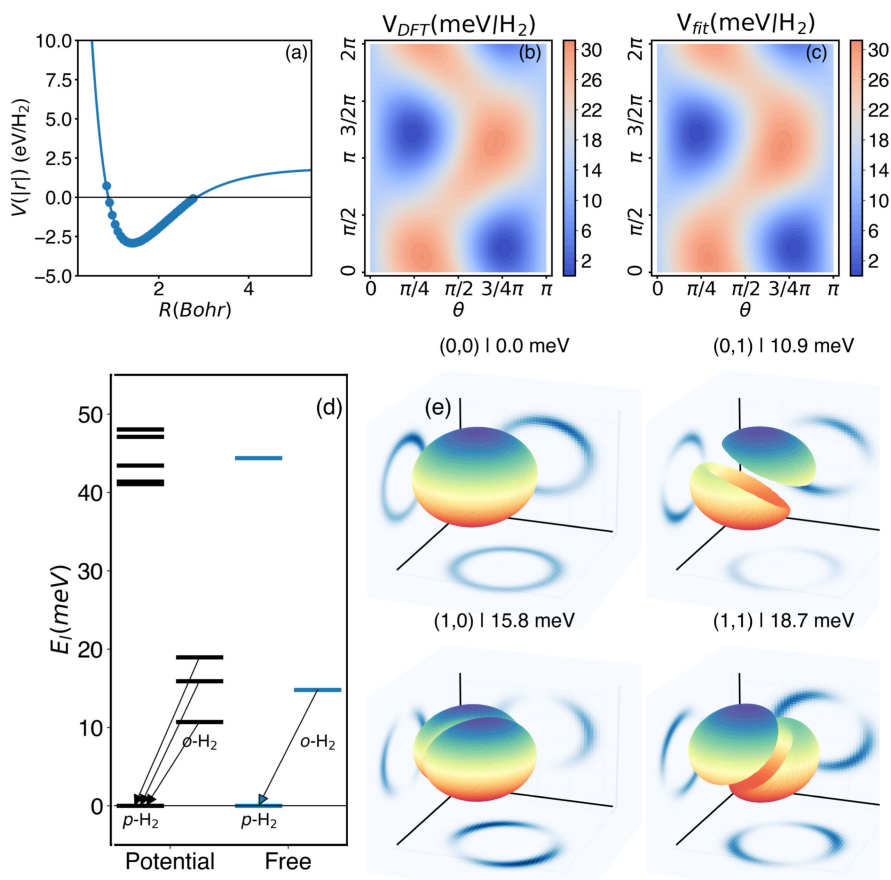 V_DFT(meV/H₂)
V_fit(meV/H₂)
(a)
(b)
(c)
10.0
7.5
5.0
2.5
0.0
−2.5
−5.0
V(|r|) (eV/H₂)
2
4
R(Bohr)
2π
3/2π
π
π/2
0
0
π/4
π/2
3/4π
π
θ
30
26
22
18
14
10
6
2
2π
3/2π
π
π/2
0
0
π/4
π/2
3/4π
π
θ
30
26
22
18
14
10
6
2
(d)
50
40
30
20
10
0
E_l(meV)
o-H₂
o-H₂
p-H₂
p-H₂
Potential
Free
(e)
(0,0) | 0.0 meV
(0,1) | 10.9 meV
(1,0) | 15.8 meV
(1,1) | 18.7 meV